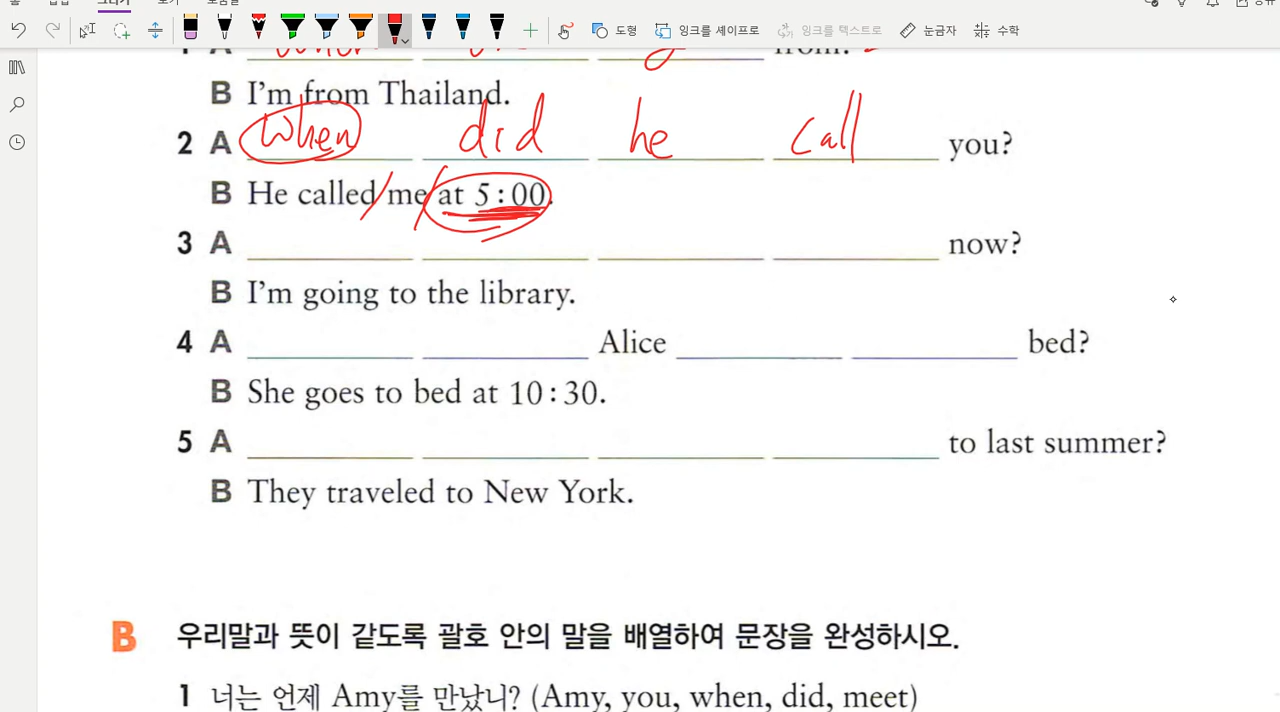 도형 잉크를 셰이프로 잉크를 텍스트로 눈금자 수학
1 A from?
B I'm from Thailand.
2 A when did he call you?
B He called/me/at 5:00.
3 A now?
B I'm going to the library.
4 A Alice bed?
B She goes to bed at 10:30.
5 A to last summer?
B They traveled to New York.
B 우리말과 뜻이 같도록 괄호 안의 말을 배열하여 문장을 완성하시오.
1 너는 언제 Amy를 만났니? (Amy, you, when, did, meet)